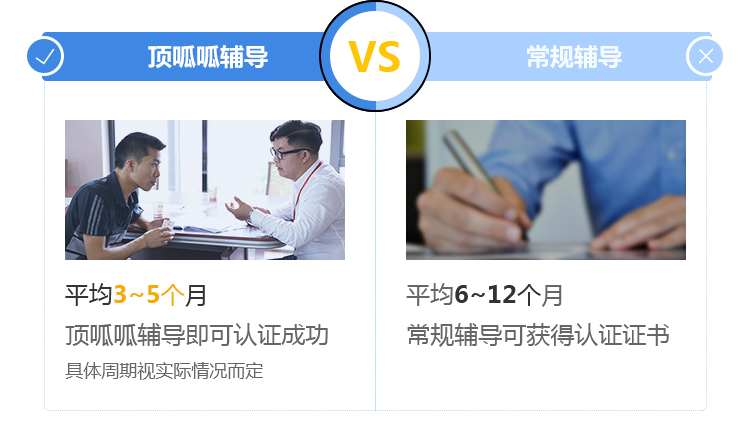 顶呱呱辅导
VS
常规辅导
平均3~5个月
顶呱呱辅导即可认证成功
具体周期视实际情况而定
平均6~12个月
常规辅导可获得认证证书